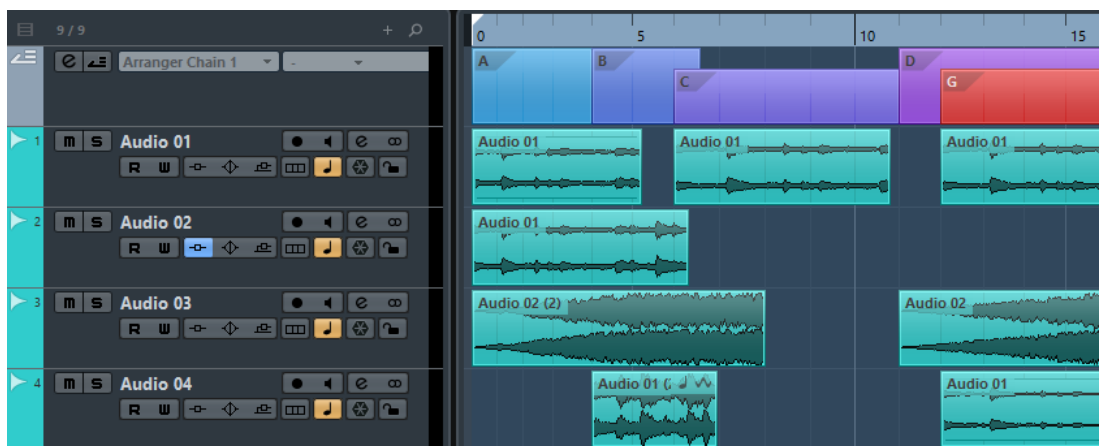 9 / 9 +
0 5 10 15
e Arranger Chain 1 -
A B C D G
1 m S Audio 01 e
R W
Audio 01 Audio 01 Audio 01
2 m S Audio 02 e
R W
Audio 01
3 m S Audio 03 e
R W
Audio 02 (2) Audio 02
4 m S Audio 04 e
R W
Audio 01 (2 Audio 01